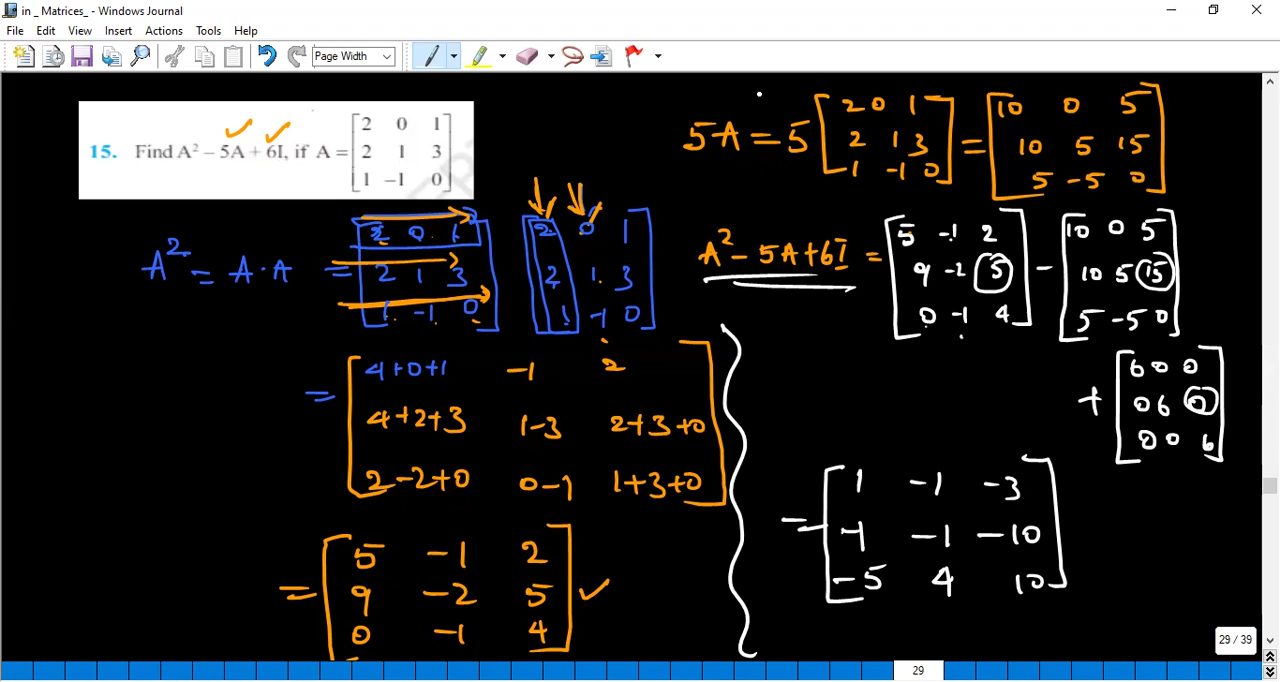 in _ Matrices_ - Windows Journal
File Edit View Insert Actions Tools Help
Page Width
15. Find A² – 5A + 6I, if A =
2 0 1
2 1 3
1 −1 0
5A = 5
2 0 1
2 1 3
1 -1 0
=
10 0 5
10 5 15
5 -5 0
A² = A·A =
2 0 1
2 1 3
1 -1 0
2 0 1
2 1 3
1 -1 0
=
4+0+1 -1 2
4+2+3 1-3 2+3+0
2-2+0 0-1 1+3+0
=
5 -1 2
9 -2 5
0 -1 4
A² - 5A + 6I =
5 -1 2
9 -2 5
0 -1 4
-
10 0 5
10 5 15
5 -5 0
+
6 0 0
0 6 0
0 0 6
=
1 -1 -3
-1 -1 -10
-5 4 10
29 / 39
29